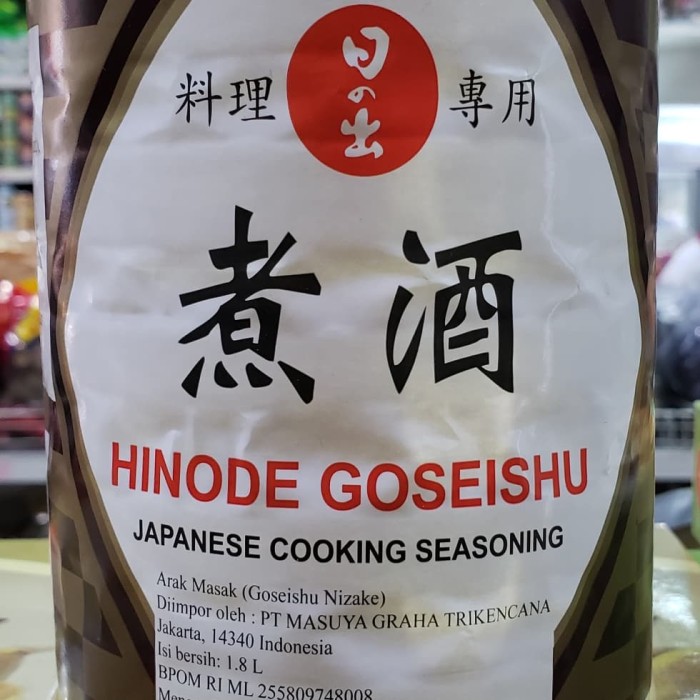 日の出
料理 専用
煮酒
HINODE GOSEISHU
JAPANESE COOKING SEASONING
Arak Masak (Goseishu Nizake)
Diimpor oleh : PT MASUYA GRAHA TRIKENCANA
Jakarta, 14340 Indonesia
Isi bersih: 1.8 L
BPOM RI ML 255809748008